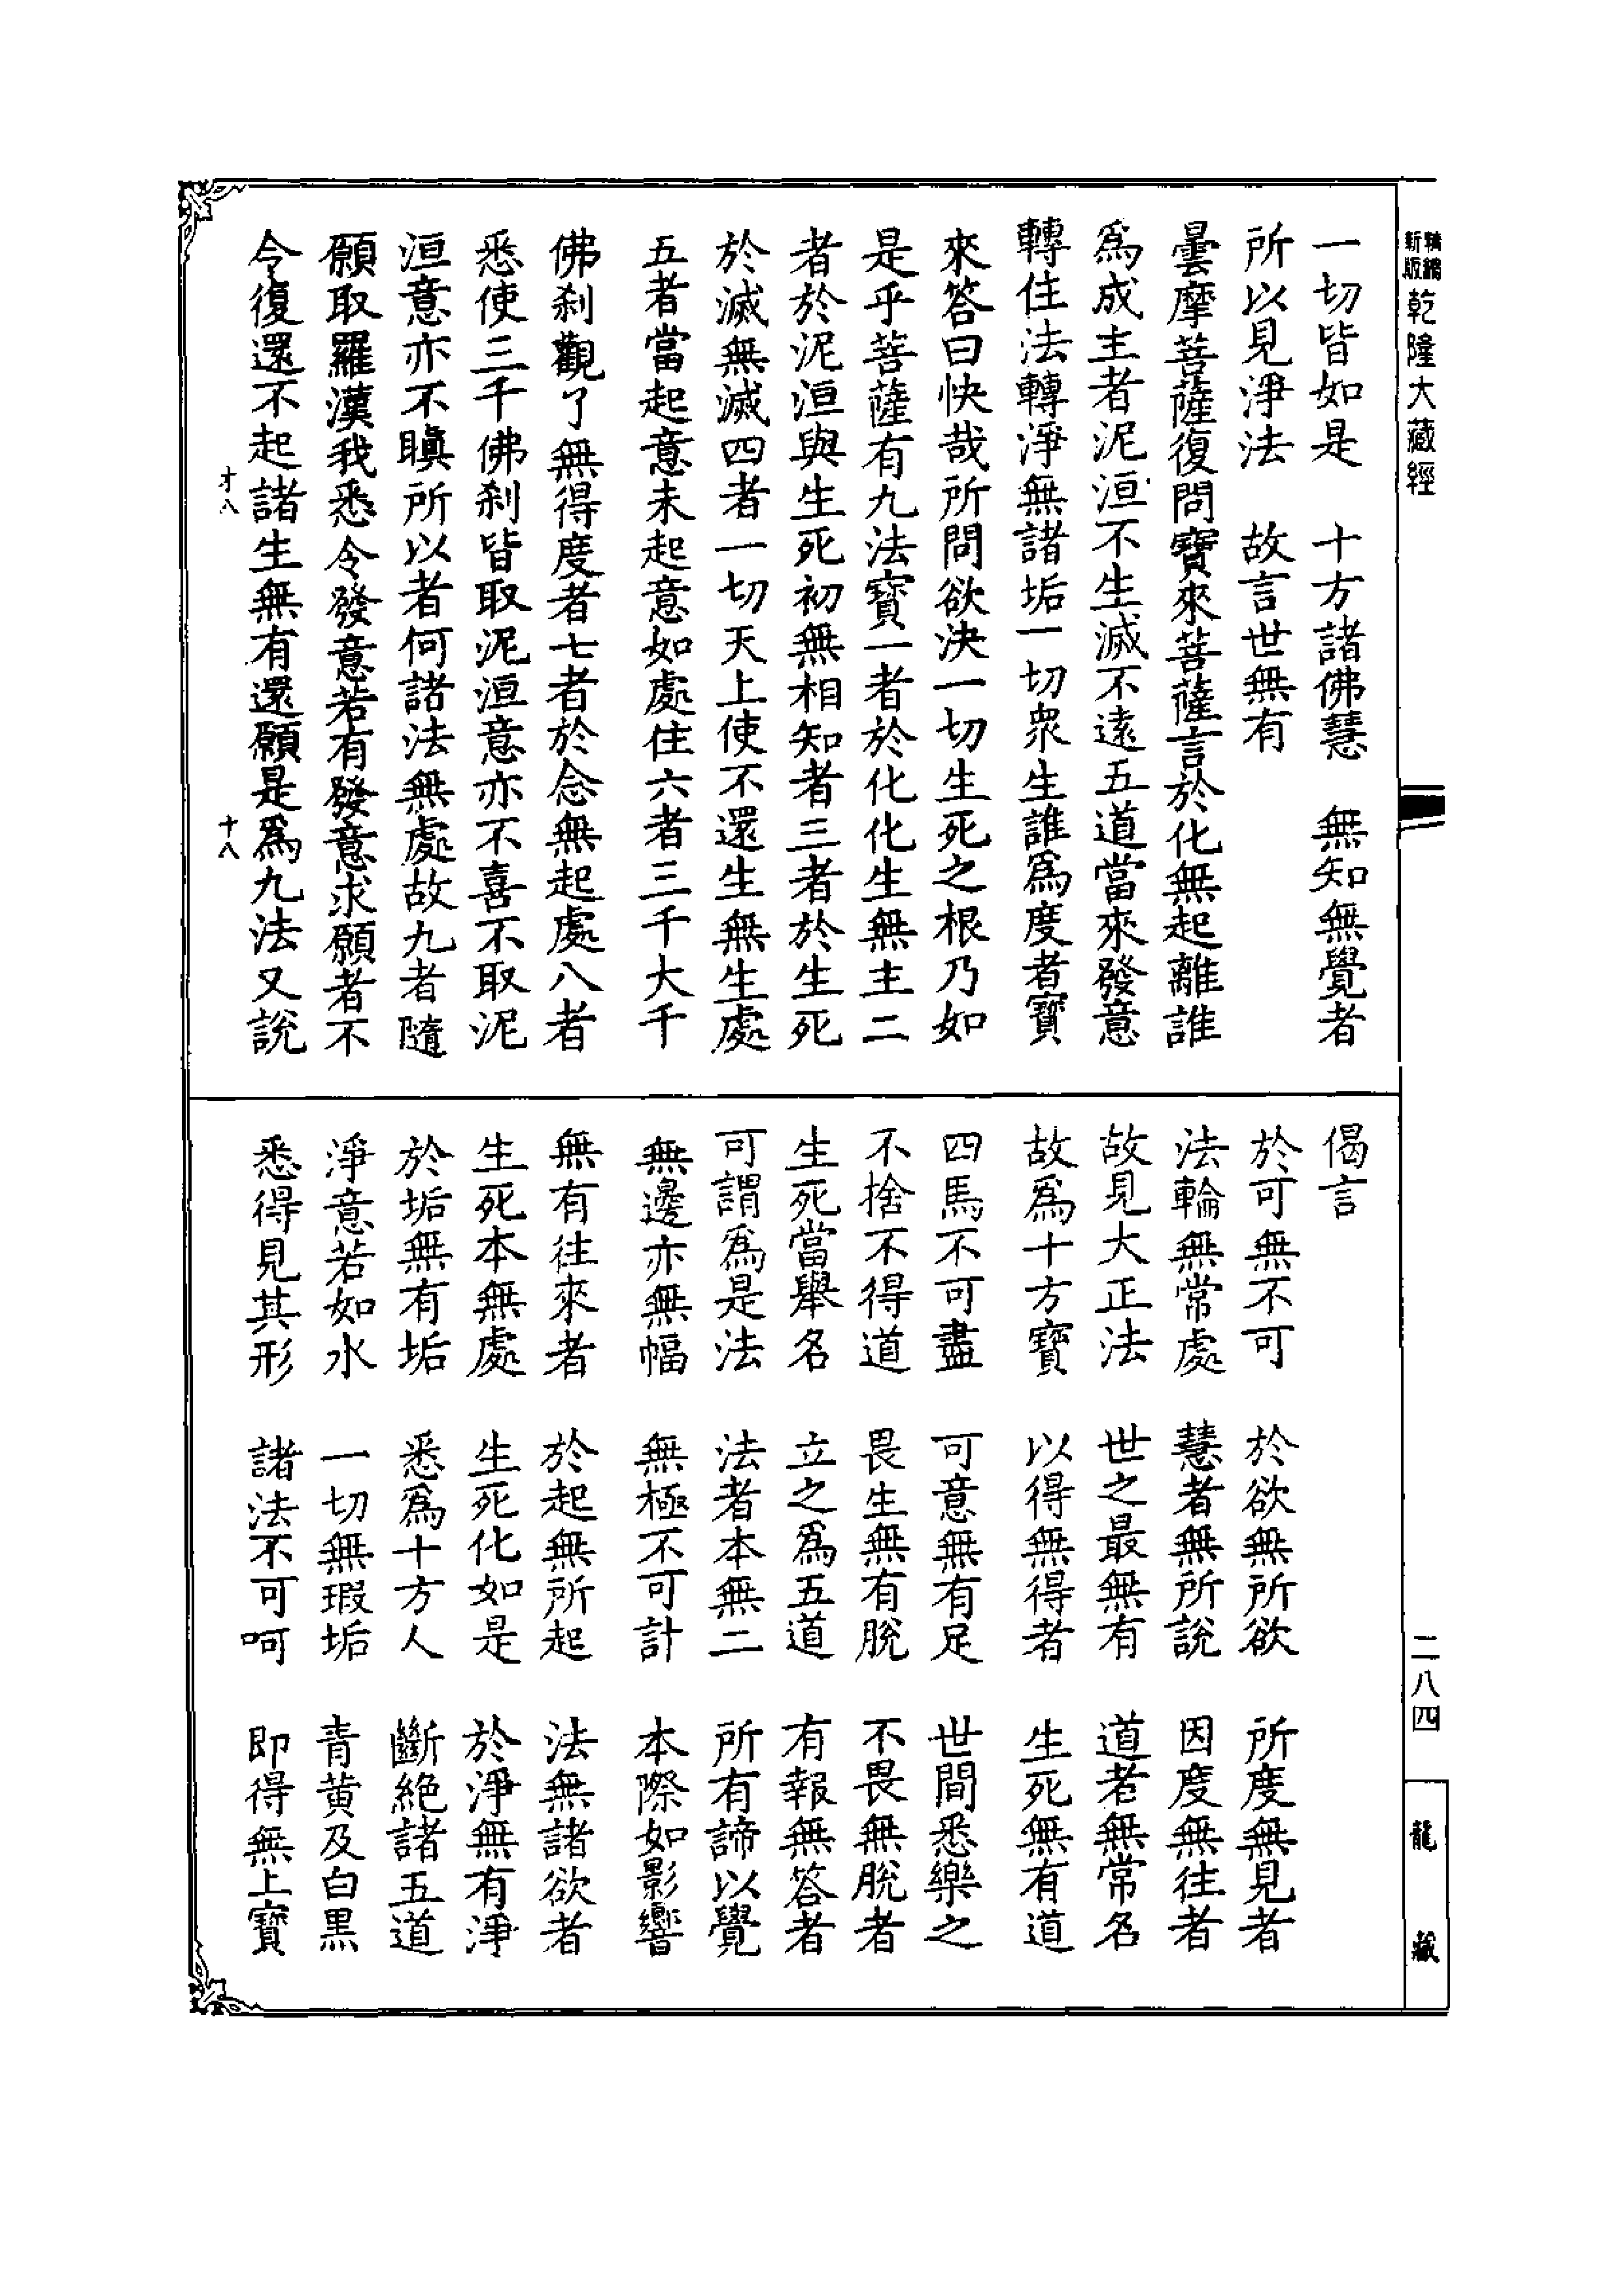 新版
精縮
乾隆大藏經
一切皆如是　十方諸佛慧　無知無覺者
所以見淨法　故言世無有
曇摩菩薩復問寶來菩薩言於化無起離誰
爲成主者泥洹不生滅不遠五道當來發意
轉住法轉淨無諸垢一切衆生誰爲度者寶
來答曰快哉所問欲決一切生死之根乃如
是乎菩薩有九法寶一者於化化生無主二
者於泥洹與生死初無相知者三者於生死
於滅無滅四者一切天上使不還生無生處
五者當起意未起意如處住六者三千大千
佛剎觀了無得度者七者於念無起處八者
悉使三千佛剎皆取泥洹意亦不喜不取泥
洹意亦不瞋所以者何諸法無處故九者隨
願取羅漢我悉令發意若有發意求願者不
令復還不起諸生無有還願是爲九法又說
才八
十八
偈言
於可無不可　於欲無所欲　所度無見者
法輪無常處　慧者無所說　因度無往者
故見大正法　世之最無有　道者無常名
故爲十方寶　以得無得者　生死無有道
四馬不可盡　可意無有足　世間悉樂之
不捨不得道　畏生無有脫　不畏無脫者
生死當舉名　立之爲五道　有報無答者
可謂爲是法　法者本無二　所有諦以覺
無邊亦無幅　無極不可計　本際如影響
無有往來者　於起無所起　法無諸欲者
生死本無處　生死化如是　於淨無有淨
於垢無有垢　悉爲十方人　斷絕諸五道
淨意若如水　一切無瑕垢　青黃及白黑
悉得見其形　諸法不可呵　即得無上寶
二八四
龍藏